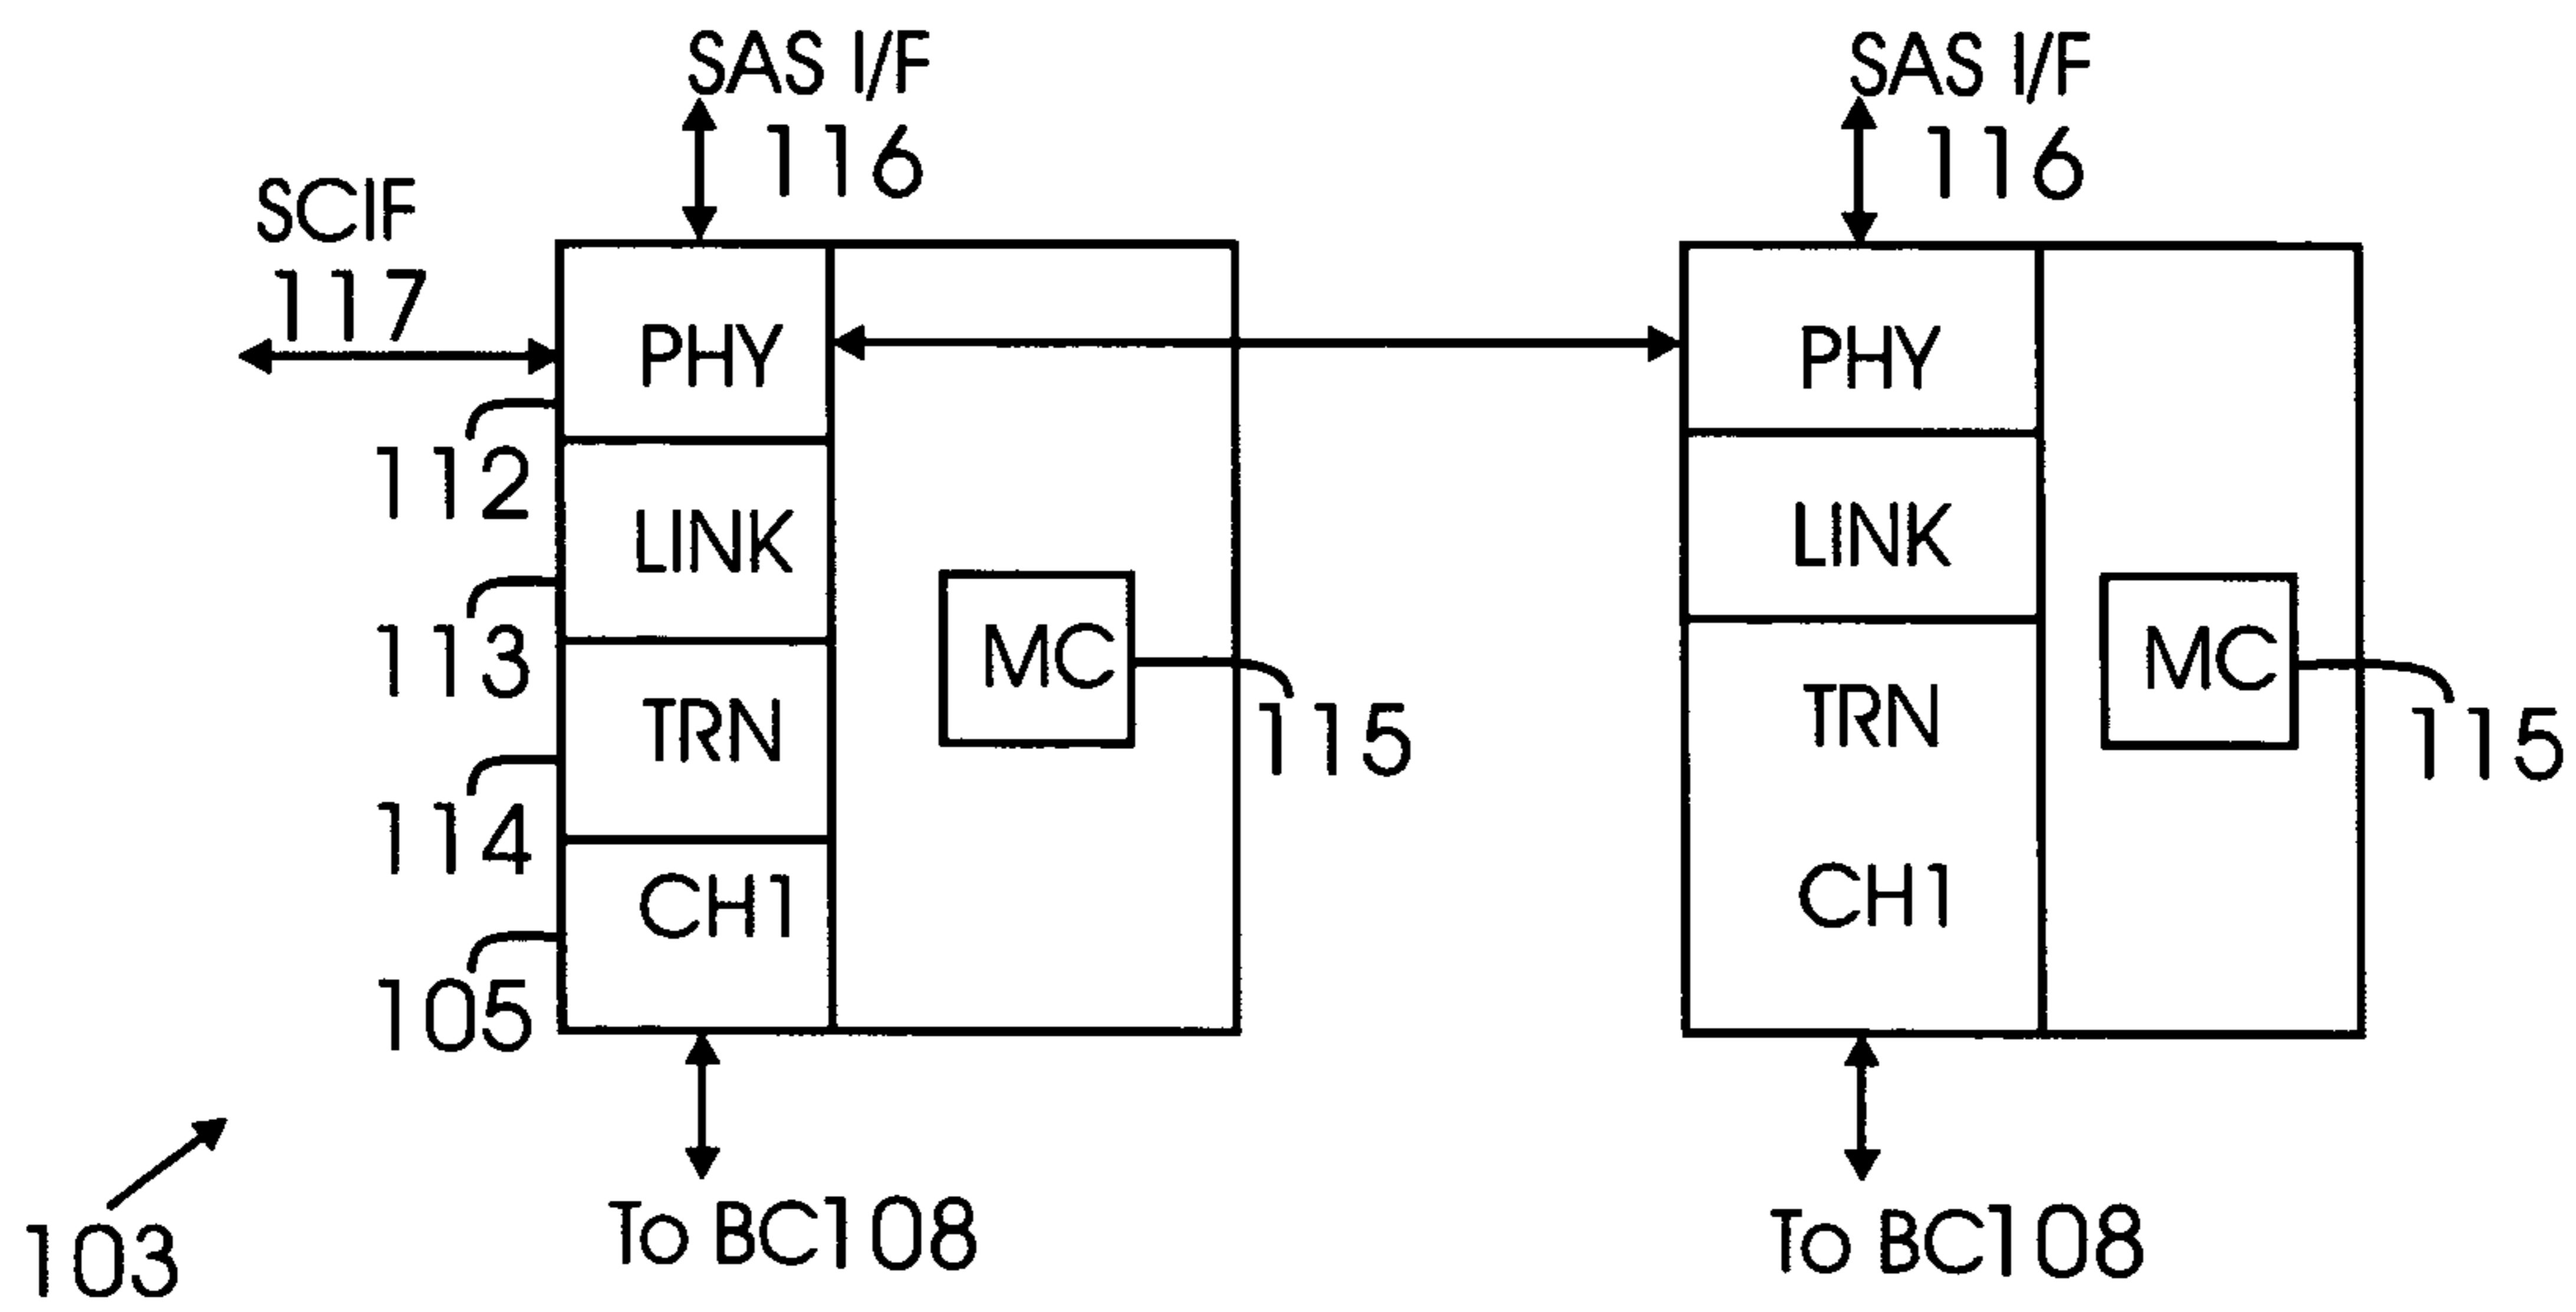 SAS I/F
116
SCIF
117
PHY
112
LINK
113
TRN
114
CH1
105
MC
115
To BC108
103
SAS I/F
116
PHY
LINK
TRN
CH1
MC
115
To BC108